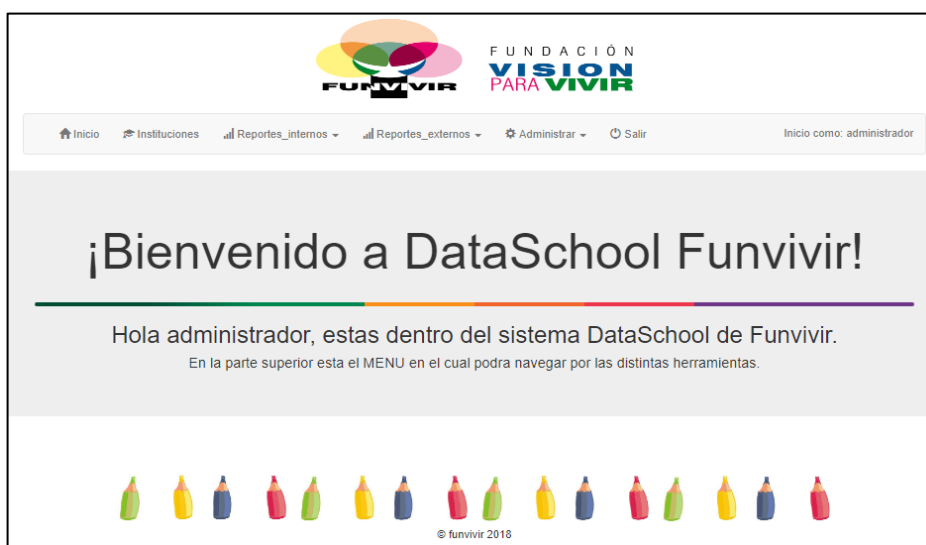 FUNVIVIR
FUNDACIÓN
VISION
PARA VIVIR
Inicio Instituciones Reportes_internos Reportes_externos Administrar Salir Inicio como: administrador
¡Bienvenido a DataSchool Funvivir!
Hola administrador, estas dentro del sistema DataSchool de Funvivir.
En la parte superior esta el MENU en el cual podra navegar por las distintas herramientas.
© funvivir 2018